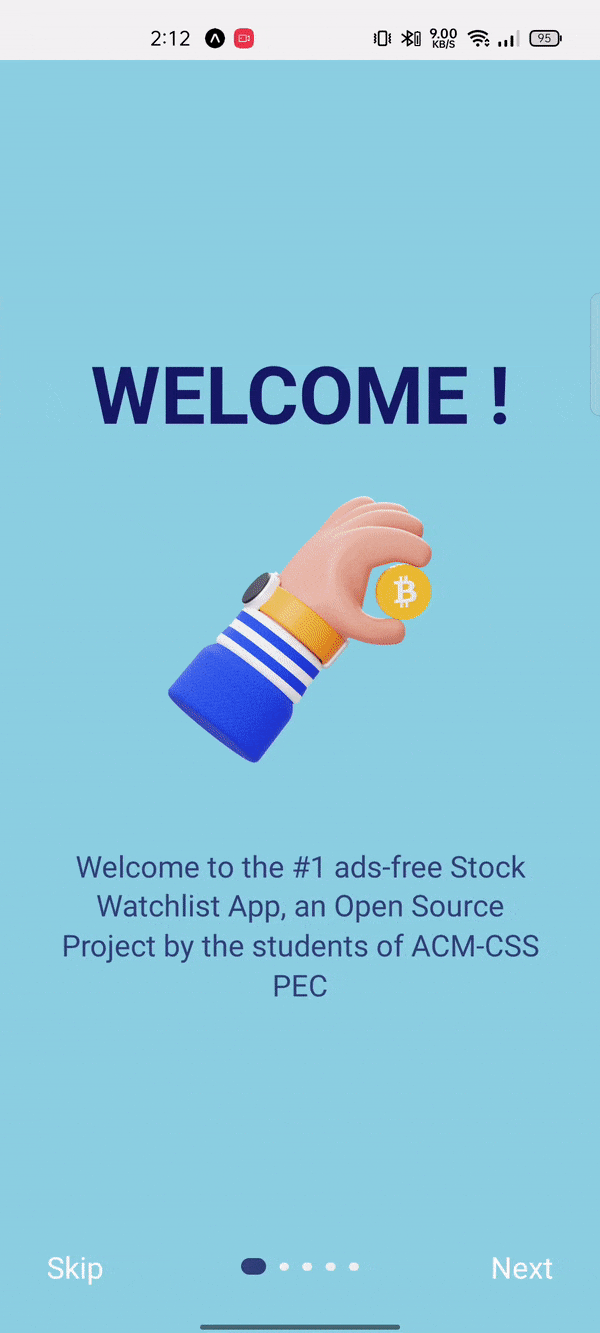 2:12 9.00 KB/S 95
WELCOME !
Welcome to the #1 ads-free Stock
Watchlist App, an Open Source
Project by the students of ACM-CSS
PEC
Skip Next